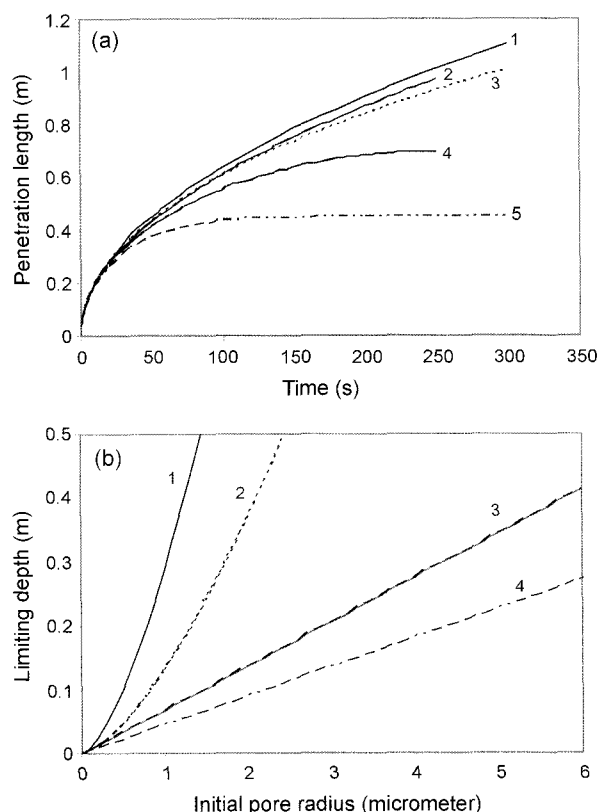 (a)
Penetration length (m)
1.2
1
0.8
0.6
0.4
0.2
0
1
2
3
4
5
0 50 100 150 200 250 300 350
Time (s)
(b)
Limiting depth (m)
0.5
0.4
0.3
0.2
0.1
0
1
2
3
4
0 1 2 3 4 5 6
Initial pore radius (micrometer)